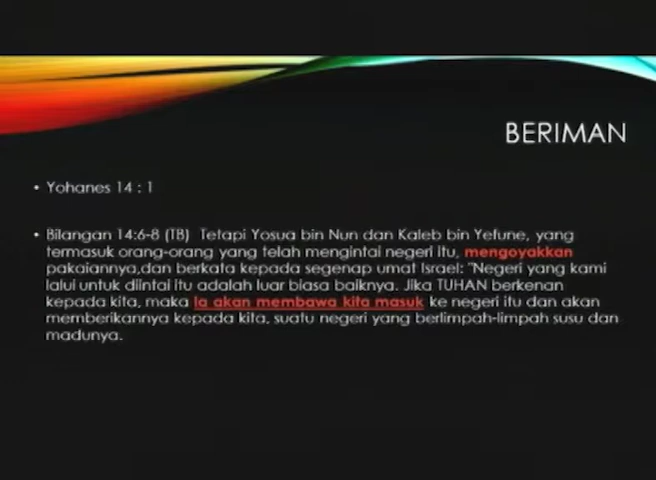 BERIMAN
• Yohanes 14 : 1
• Bilangan 14:6-8 (TB) Tetapi Yosua bin Nun dan Kaleb bin Yefune, yang
termasuk orang-orang yang telah mengintai negeri itu, mengoyakkan
pakaiannya,dan berkata kepada segenap umat Israel: "Negeri yang kami
lalui untuk diintai itu adalah luar biasa baiknya. Jika TUHAN berkenan
kepada kita, maka Ia akan membawa kita masuk ke negeri itu dan akan
memberikannya kepada kita, suatu negeri yang berlimpah-limpah susu dan
madunya.